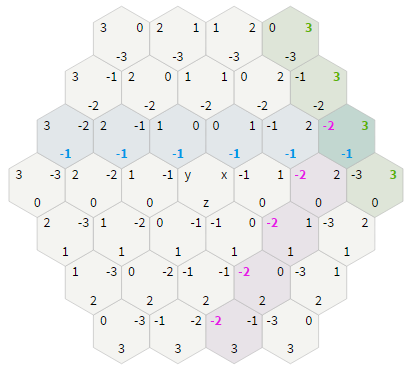 3 0 2 1 1 2 0 3
-3 -3 -3 -3
3 -1 2 0 1 1 0 2 -1 3
-2 -2 -2 -2 -2
3 -2 2 -1 1 0 0 1 -1 2 -2 3
-1 -1 -1 -1 -1 -1
3 -3 2 -2 1 -1 y x -1 1 -2 2 -3 3
0 0 0 z 0 0 0
2 -3 1 -2 0 -1 -1 0 -2 1 -3 2
1 1 1 1 1 1
1 -3 0 -2 -1 -1 -2 0 -3 1
2 2 2 2 2
0 -3 -1 -2 -2 -1 -3 0
3 3 3 3